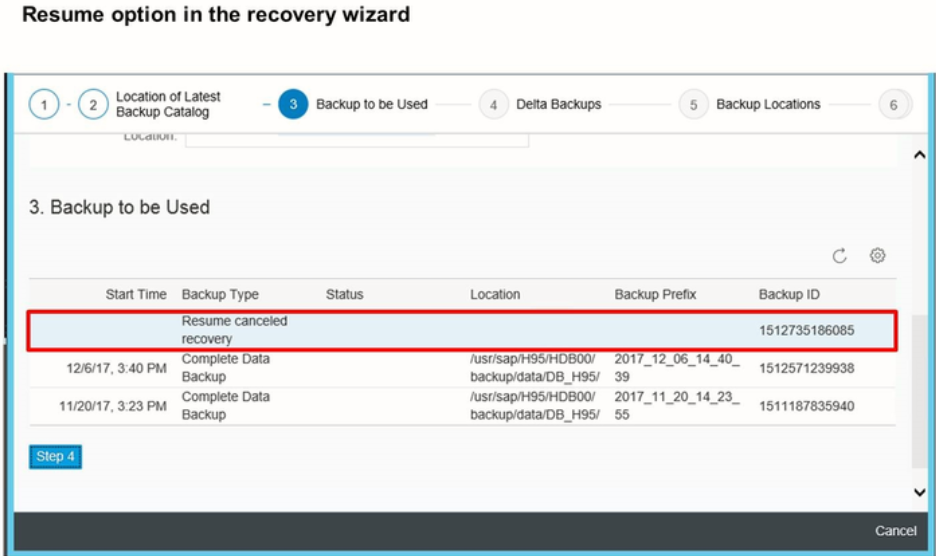 Resume option in the recovery wizard
1 - 2 Location of Latest Backup Catalog - 3 Backup to be Used 4 Delta Backups 5 Backup Locations 6
Location:
3. Backup to be Used
Start Time Backup Type Status Location Backup Prefix Backup ID
Resume canceled
recovery 1512735186085
12/6/17, 3:40 PM Complete Data /usr/sap/H95/HDB00/ 2017_12_06_14_40_ 1512571239938
Backup backup/data/DB_H95/ 39
11/20/17, 3:23 PM Complete Data /usr/sap/H95/HDB00/ 2017_11_20_14_23_ 1511187835940
Backup backup/data/DB_H95/ 55
Step 4
Cancel